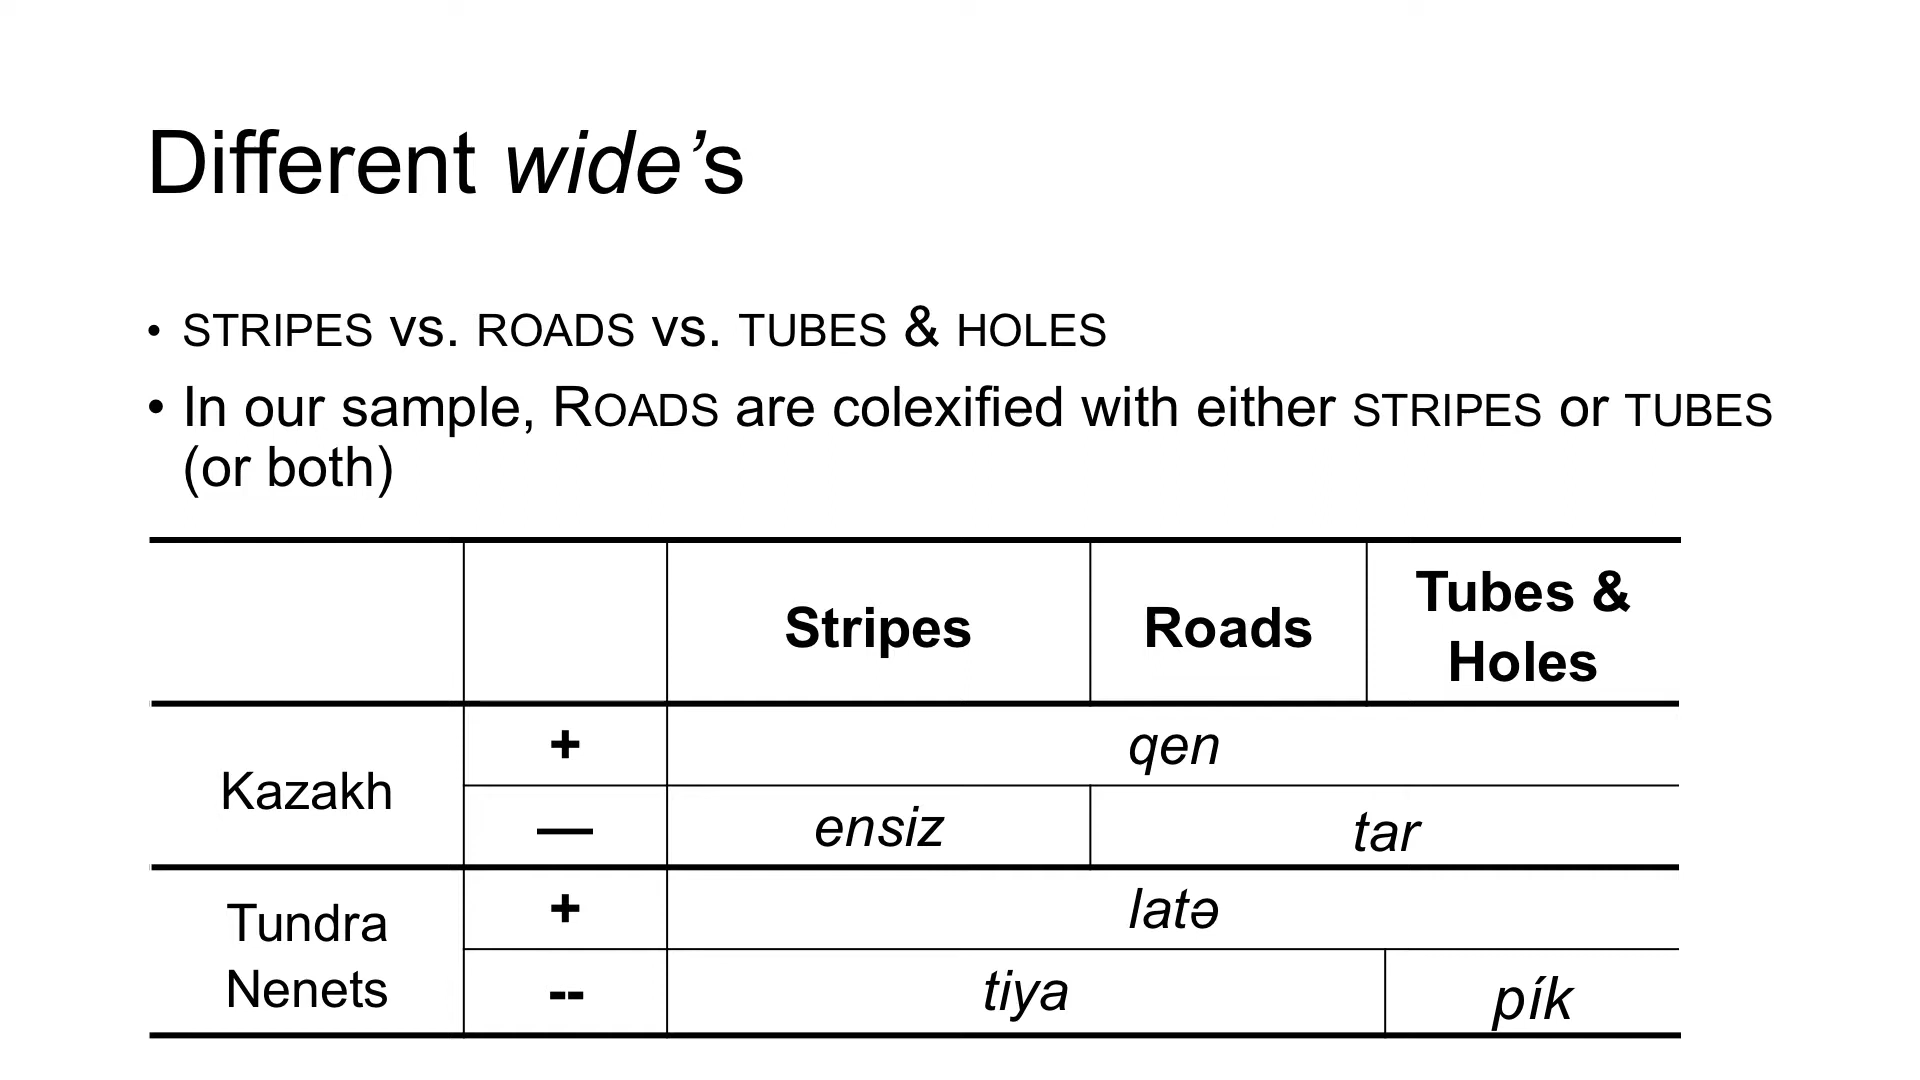 Different wide’s
• STRIPES vs. ROADS vs. TUBES & HOLES
• In our sample, ROADS are colexified with either STRIPES or TUBES
(or both)
Stripes Roads Tubes & Holes
Kazakh + qen
— ensiz tar
Tundra Nenets + latə
-- tiya pík